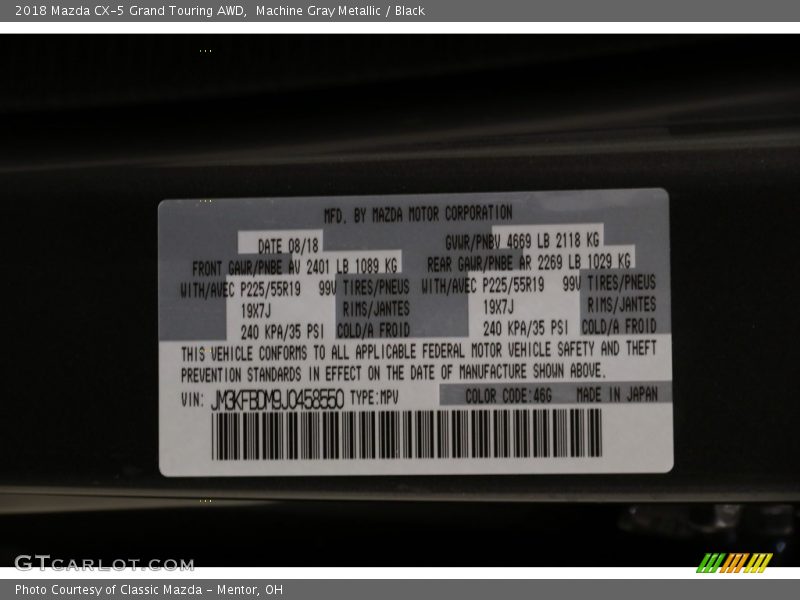 2018 Mazda CX-5 Grand Touring AWD,  Machine Gray Metallic / Black
MFD. BY MAZDA MOTOR CORPORATION
DATE 08/18 GVWR/PNBV 4669 LB 2118 KG
FRONT GAWR/PNBE AV 2401 LB 1089 KG REAR GAWR/PNBE AR 2269 LB 1029 KG
WITH/AVEC P225/55R19 99V TIRES/PNEUS WITH/AVEC P225/55R19 99V TIRES/PNEUS
19X7J RIMS/JANTES 19X7J RIMS/JANTES
240 KPA/35 PSI COLD/A FROID 240 KPA/35 PSI COLD/A FROID
THIS VEHICLE CONFORMS TO ALL APPLICABLE FEDERAL MOTOR VEHICLE SAFETY AND THEFT
PREVENTION STANDARDS IN EFFECT ON THE DATE OF MANUFACTURE SHOWN ABOVE.
VIN: JM3KFBDM9J0458550 TYPE:MPV COLOR CODE:46G MADE IN JAPAN
GTCARLOT.COM
Photo Courtesy of Classic Mazda - Mentor, OH